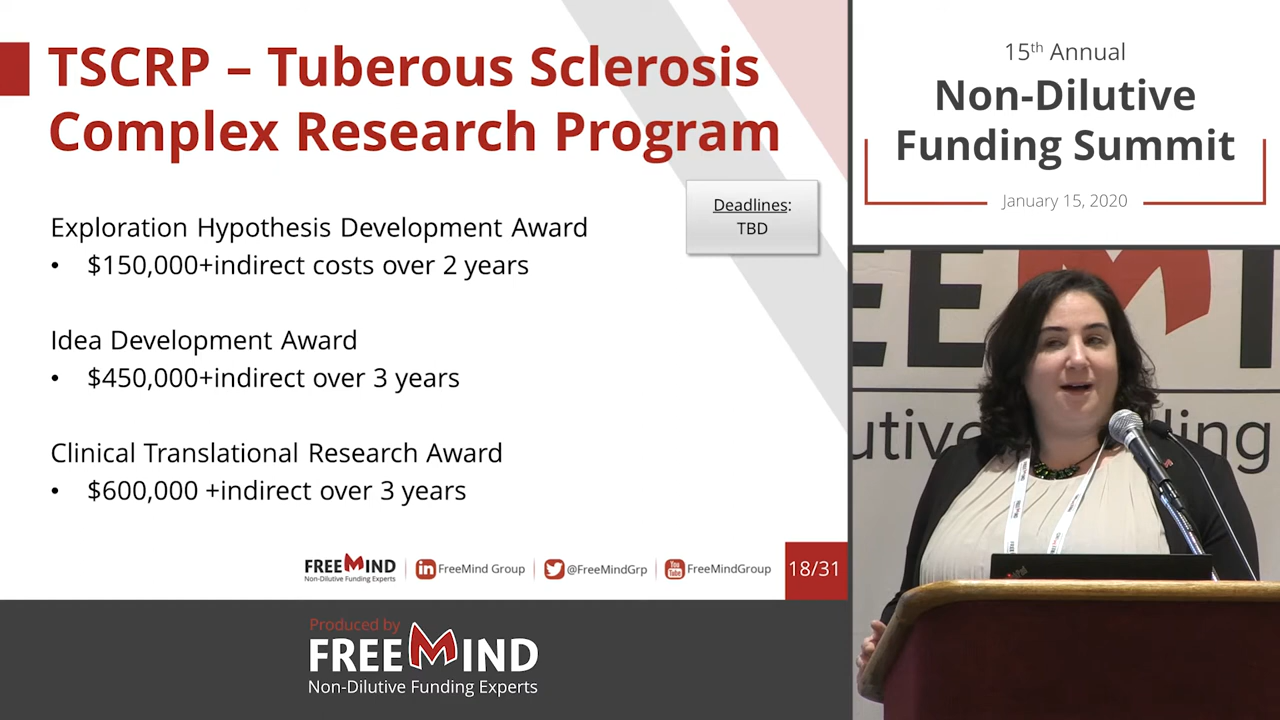 TSCRP – Tuberous Sclerosis
Complex Research Program
Deadlines:
TBD
Exploration Hypothesis Development Award
• $150,000+indirect costs over 2 years
Idea Development Award
• $450,000+indirect over 3 years
Clinical Translational Research Award
• $600,000 +indirect over 3 years
FREEMIND
Non-Dilutive Funding Experts
FreeMind Group
@FreeMindGrp
You Tube
FreeMindGroup
18/31
Produced by
FREEMIND
Non-Dilutive Funding Experts
15th Annual
Non-Dilutive
Funding Summit
January 15, 2020